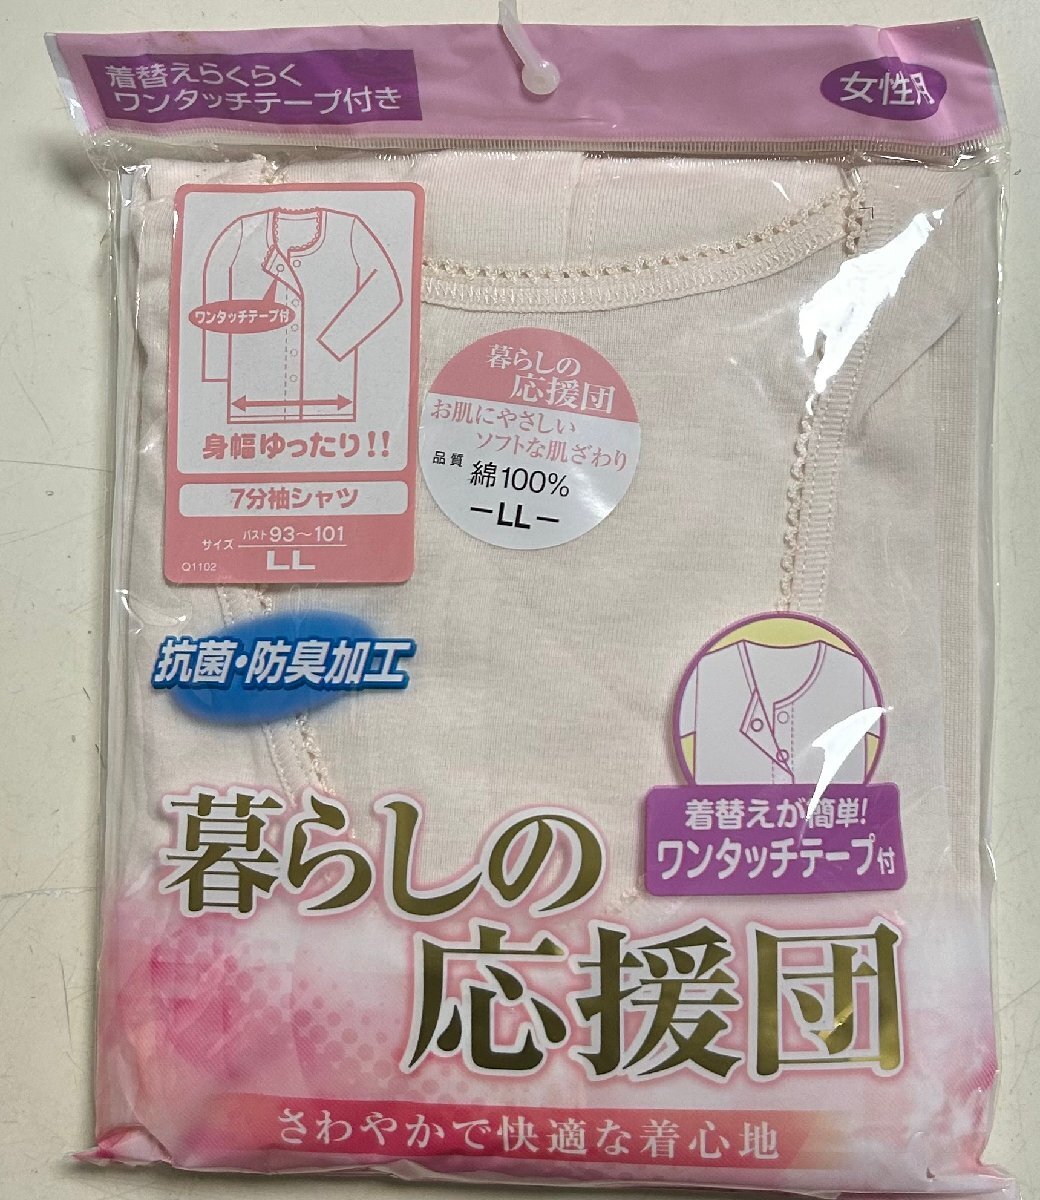 着替えらくらく
ワンタッチテープ付き
女性用
ワンタッチテープ付
身幅ゆったり!!
7分袖シャツ
サイズ バスト93〜101
LL
Q1102
暮らしの
応援団
お肌にやさしい
ソフトな肌ざわり
品質 綿100%
-LL-
抗菌・防臭加工
着替えが簡単!
ワンタッチテープ付
暮らしの
応援団
さわやかで快適な着心地